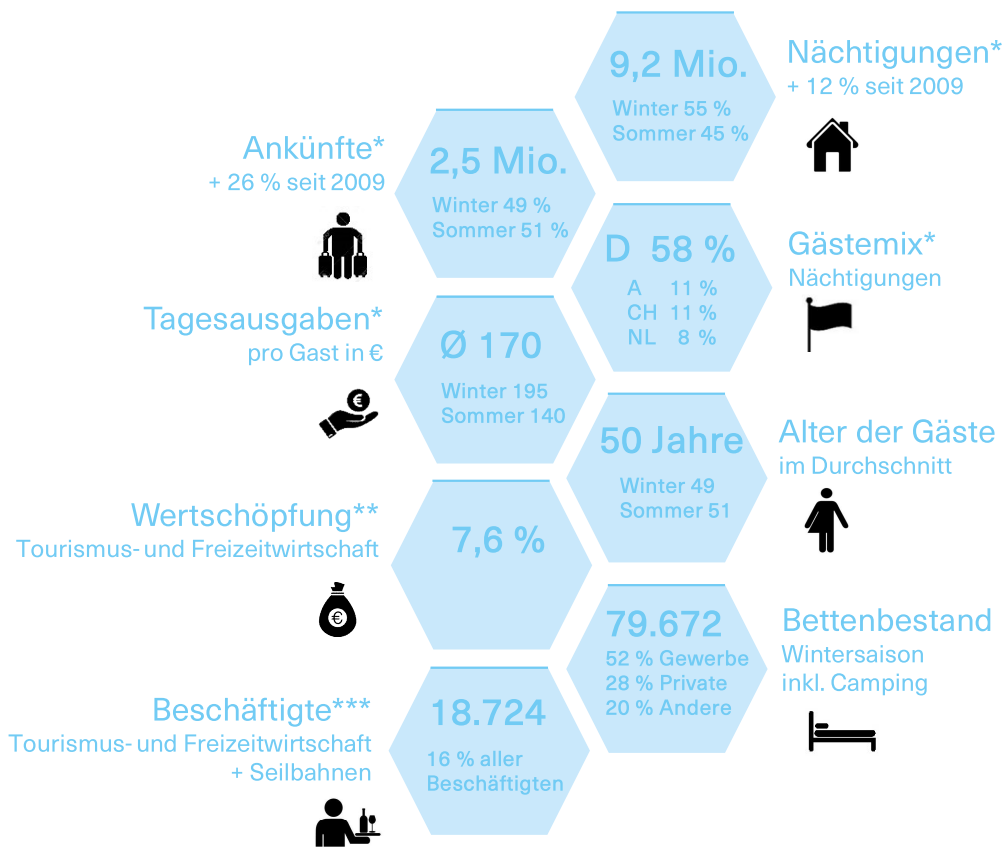 Nächtigungen*
+ 12 % seit 2009
9,2 Mio.
Winter 55 %
Sommer 45 %
Ankünfte*
+ 26 % seit 2009
2,5 Mio.
Winter 49 %
Sommer 51 %
Gästemix*
Nächtigungen
D 58 %
A 11 %
CH 11 %
NL 8 %
Tagesausgaben*
pro Gast in €
Ø 170
Winter 195
Sommer 140
Alter der Gäste
im Durchschnitt
50 Jahre
Winter 49
Sommer 51
Wertschöpfung**
Tourismus- und Freizeitwirtschaft
7,6 %
Bettenbestand
Wintersaison
inkl. Camping
79.672
52 % Gewerbe
28 % Private
20 % Andere
Beschäftigte***
Tourismus- und Freizeitwirtschaft
+ Seilbahnen
18.724
16 % aller
Beschäftigten
€
€